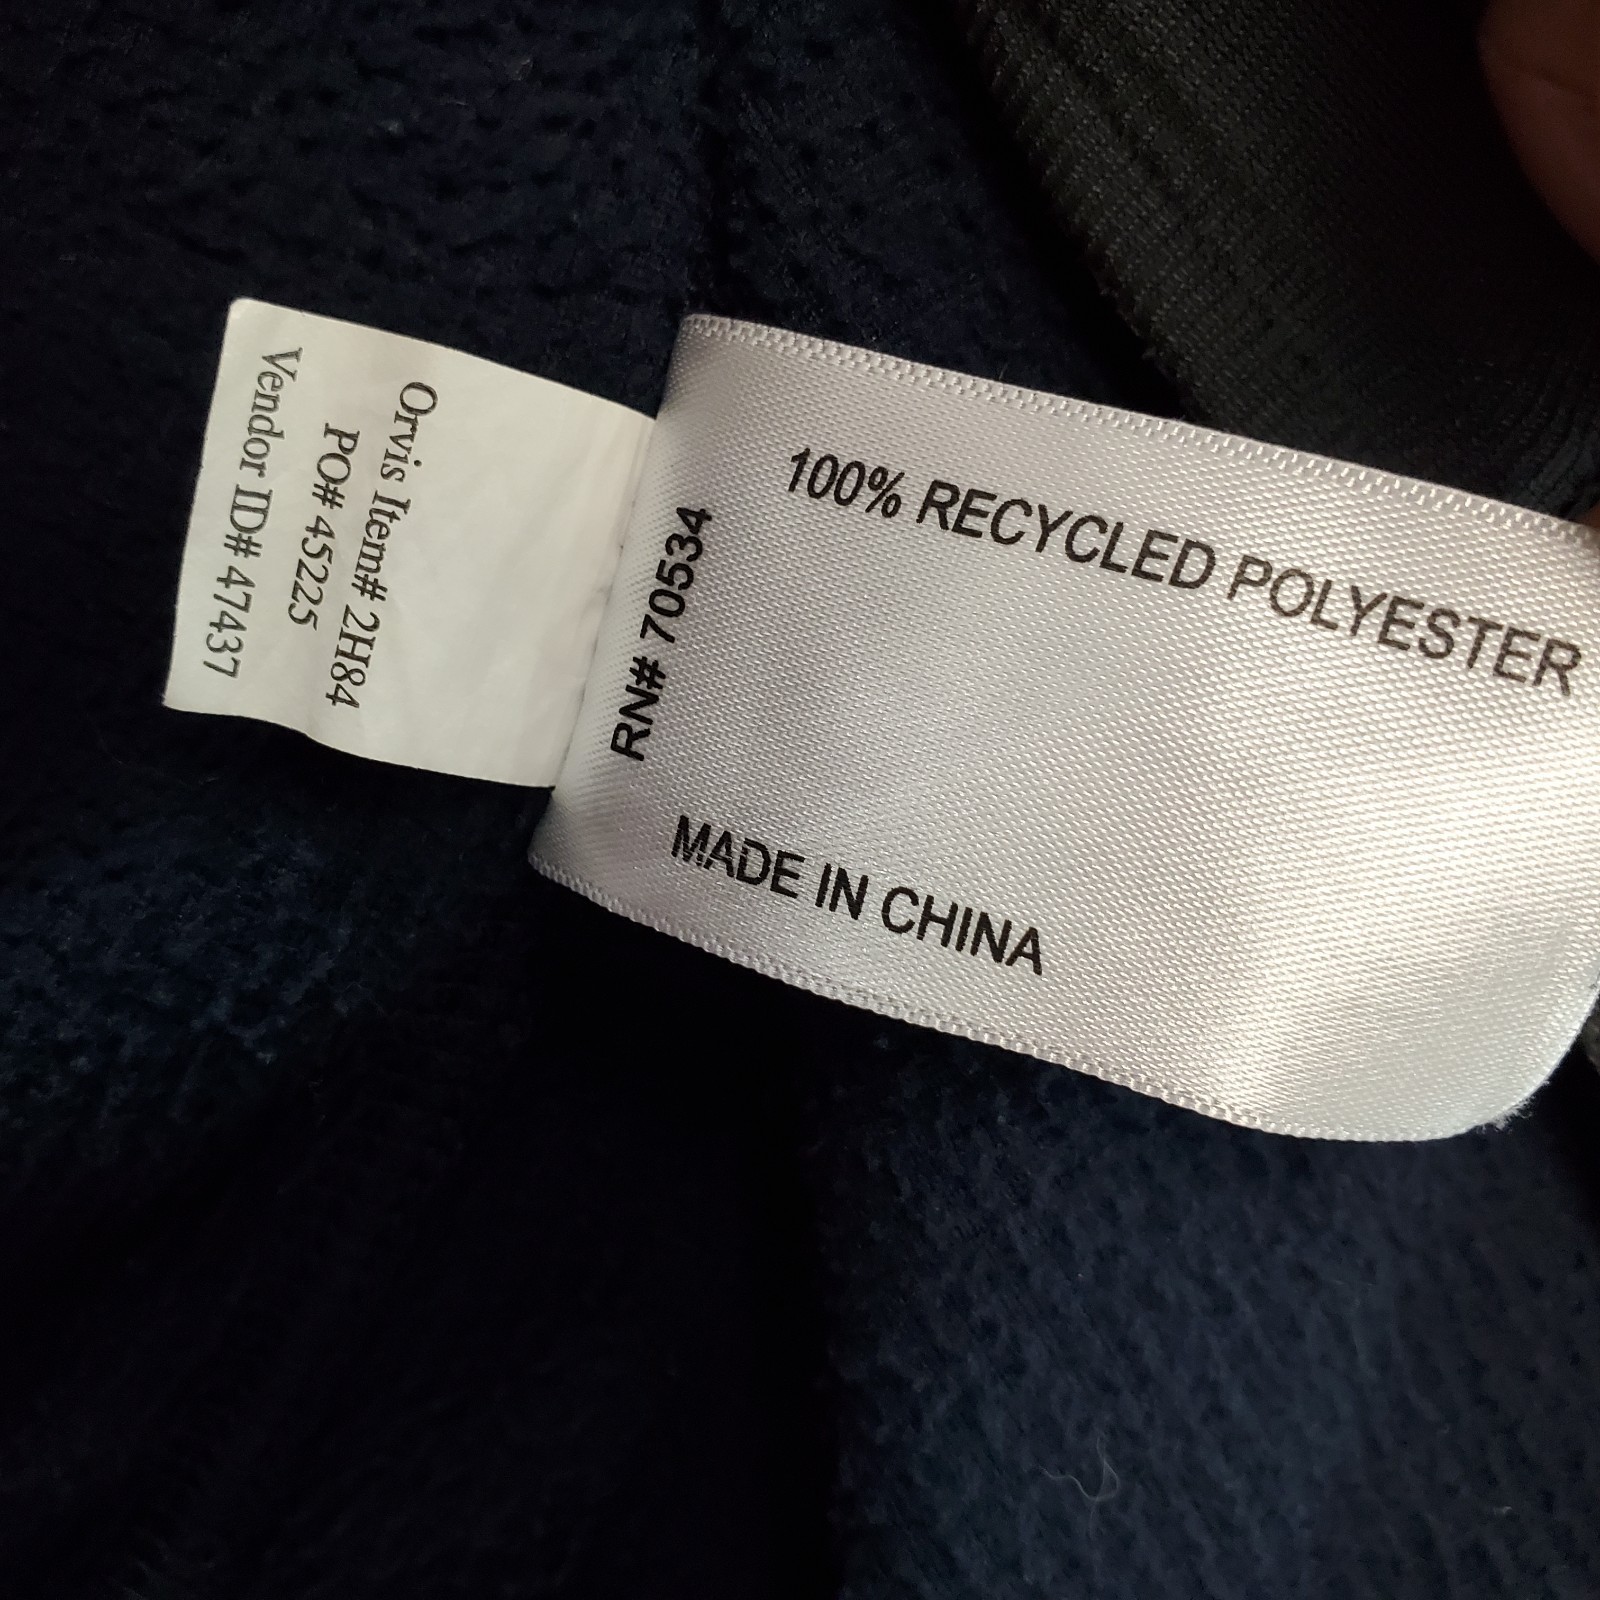 Orvis Item# 2H84
PO# 45225
Vendor ID# 47437
100% RECYCLED POLYESTER
RN# 70534
MADE IN CHINA